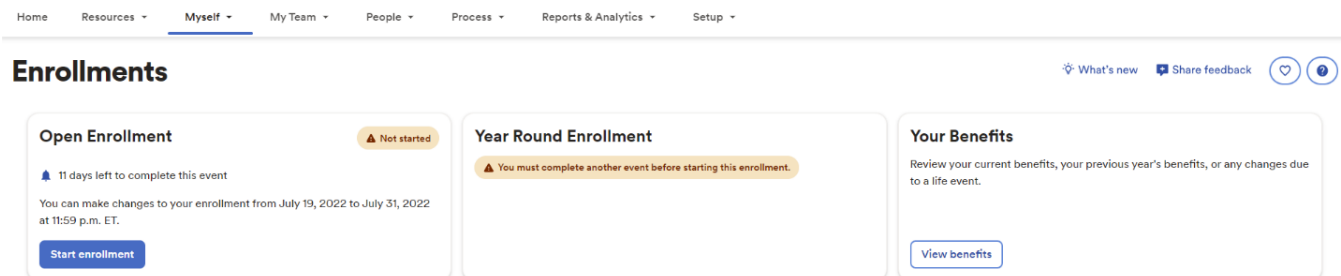 Home Resources Myself My Team People Process Reports & Analytics Setup
Enrollments
What's new Share feedback
Open Enrollment
Not started
11 days left to complete this event
You can make changes to your enrollment from July 19, 2022 to July 31, 2022
at 11:59 p.m. ET.
Start enrollment
Year Round Enrollment
You must complete another event before starting this enrollment.
Your Benefits
Review your current benefits, your previous year's benefits, or any changes due
to a life event.
View benefits